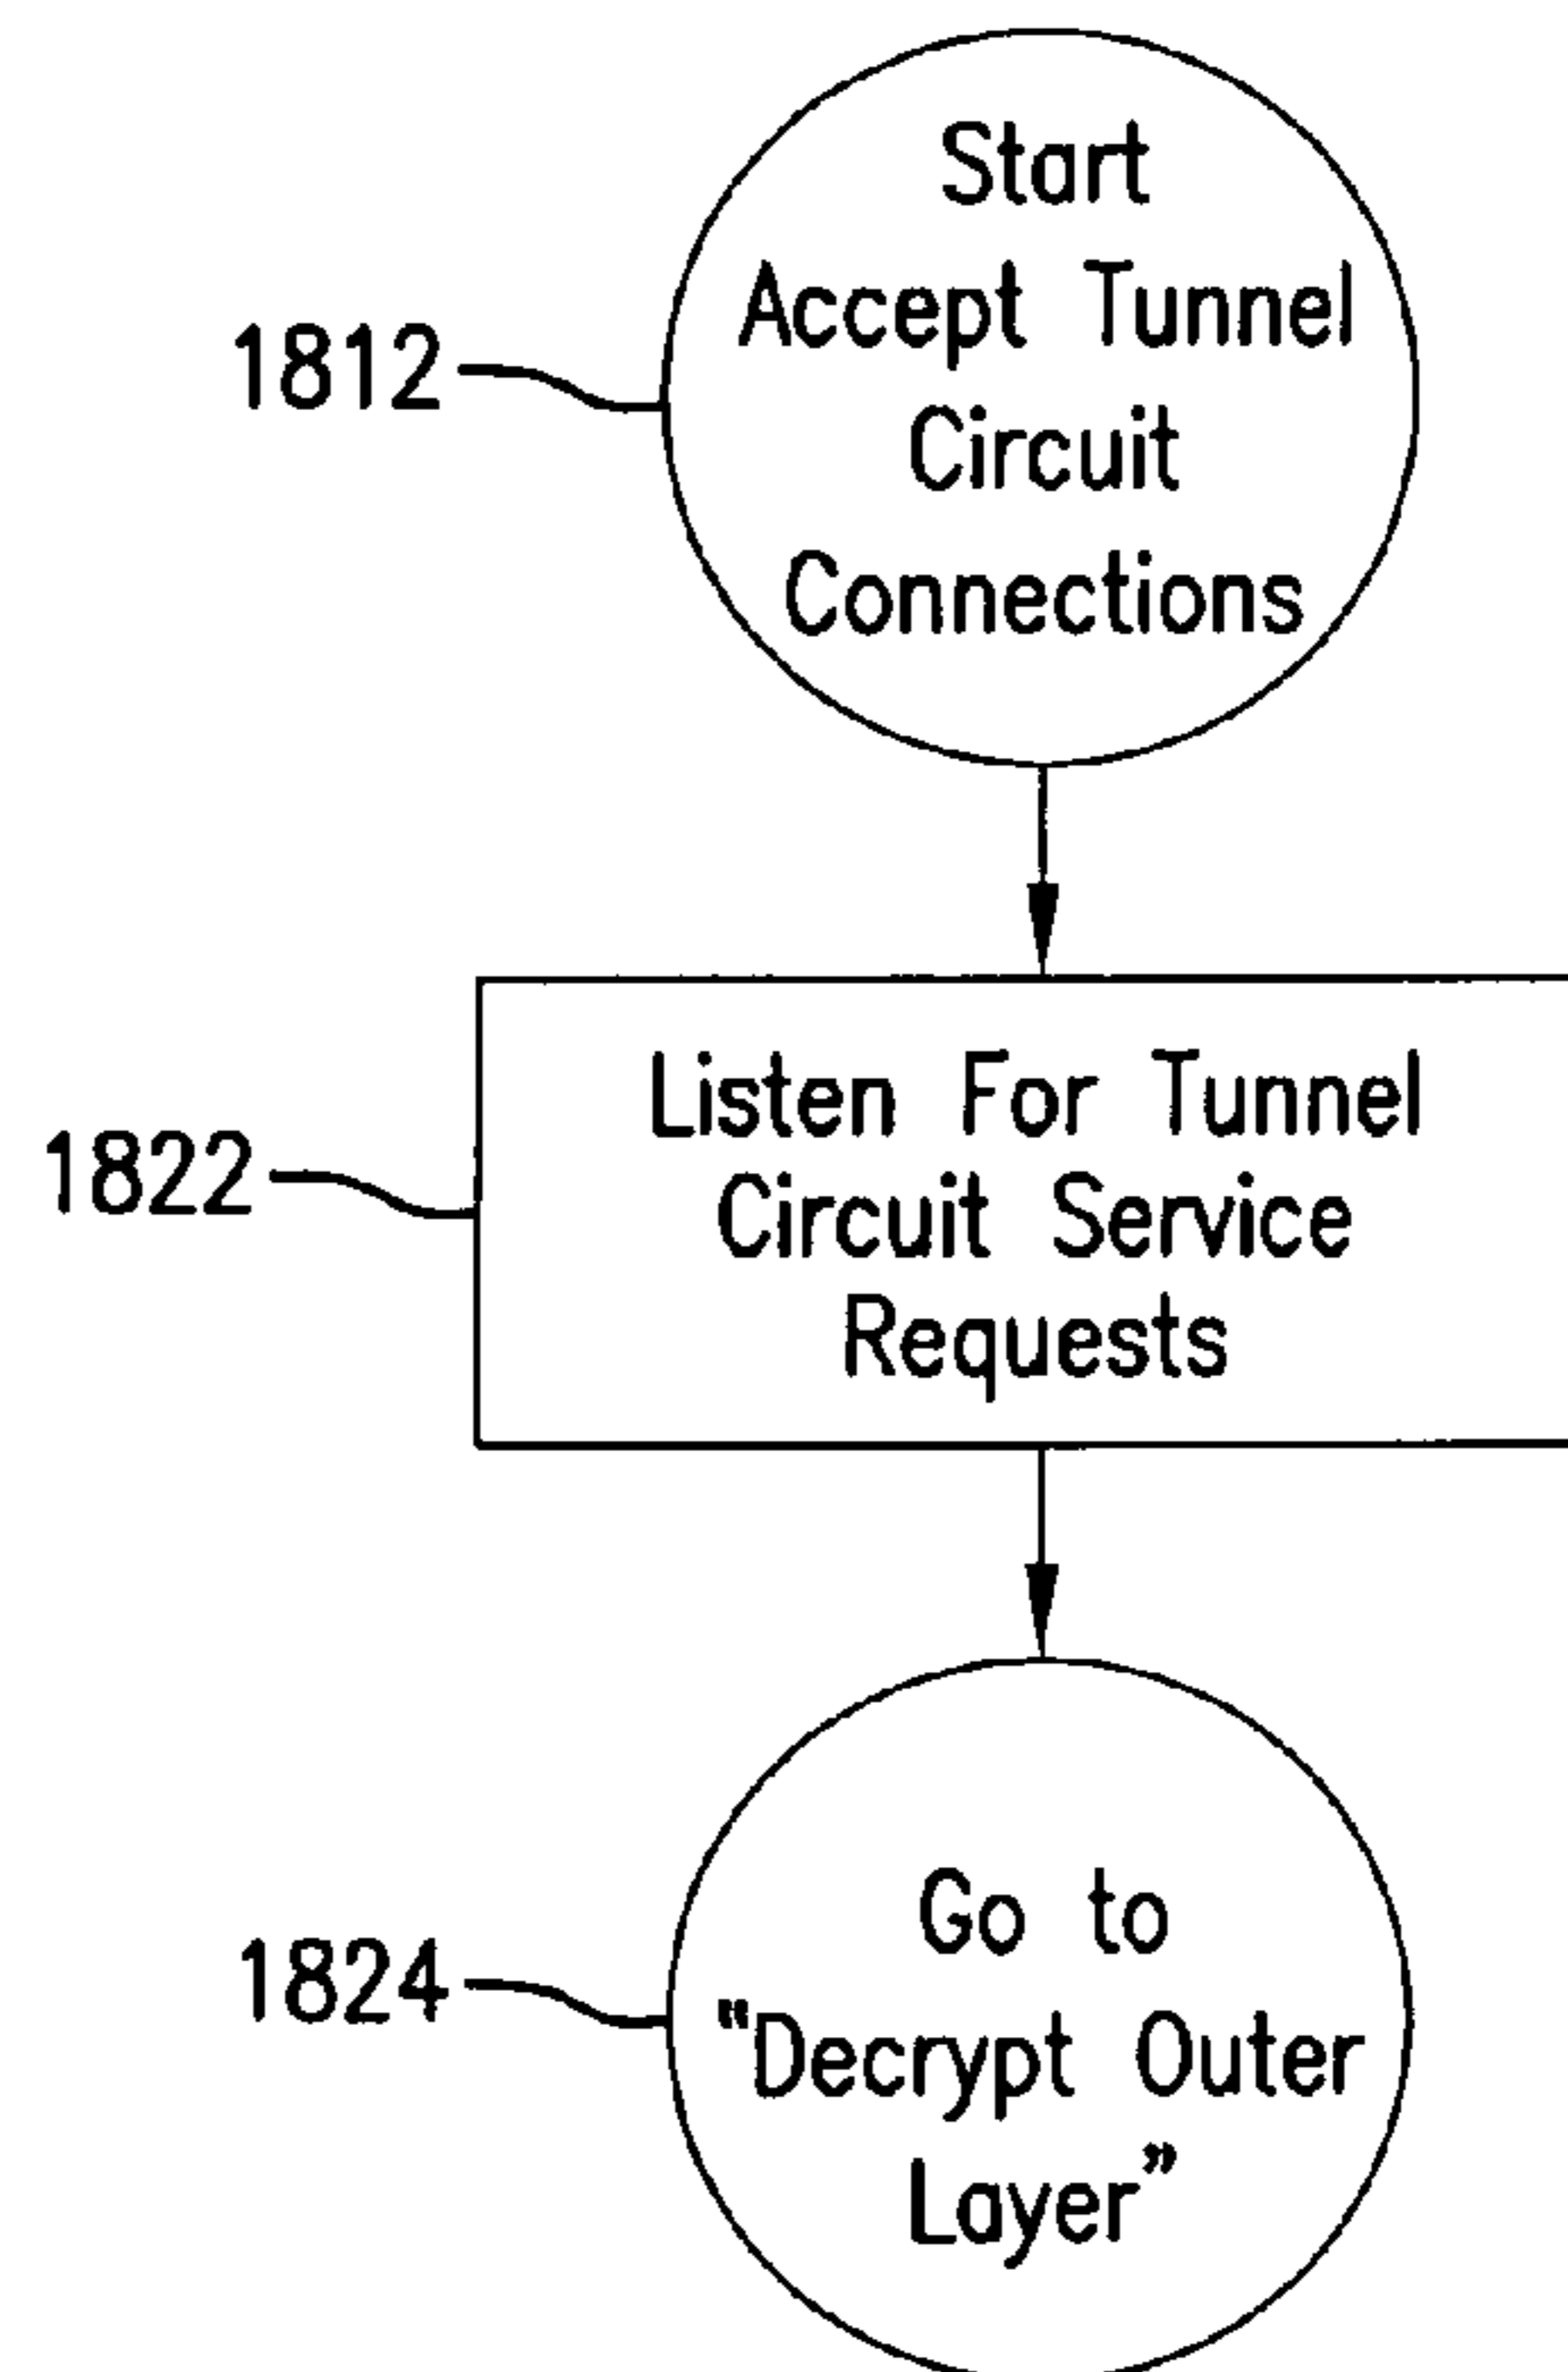 Start
Accept Tunnel
Circuit
Connections
1812
Listen For Tunnel
Circuit Service
Requests
1822
Go to
"Decrypt Outer
Layer”
1824